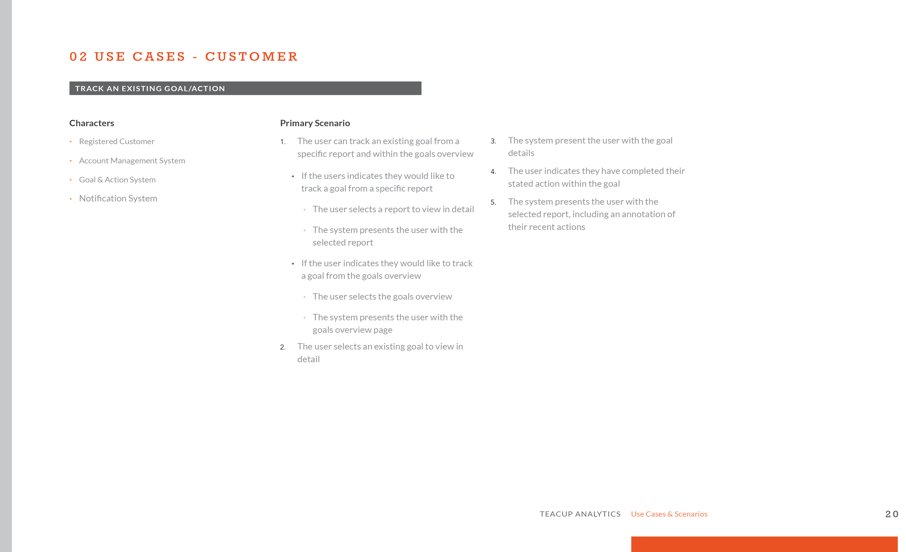 02 USE CASES - CUSTOMER
TRACK AN EXISTING GOAL/ACTION
Characters
• Registered Customer
• Account Management System
• Goal & Action System
• Notification System
Primary Scenario
1. The user can track an existing goal from a
specific report and within the goals overview
• If the users indicates they would like to
track a goal from a specific report
◦ The user selects a report to view in detail
◦ The system presents the user with the
selected report
• If the user indicates they would like to track
a goal from the goals overview
◦ The user selects the goals overview
◦ The system presents the user with the
goals overview page
2. The user selects an existing goal to view in
detail
3. The system present the user with the goal
details
4. The user indicates they have completed their
stated action within the goal
5. The system presents the user with the
selected report, including an annotation of
their recent actions
TEACUP ANALYTICS Use Cases & Scenarios 20